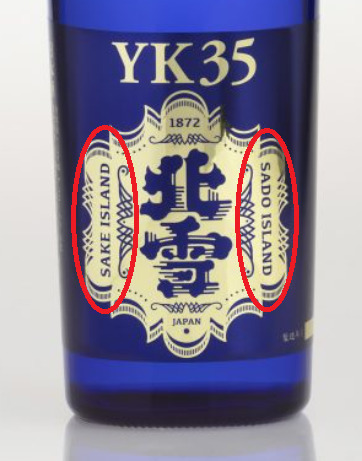 YK35
1872
SAKE ISLAND
北雪
SADO ISLAND
JAPAN